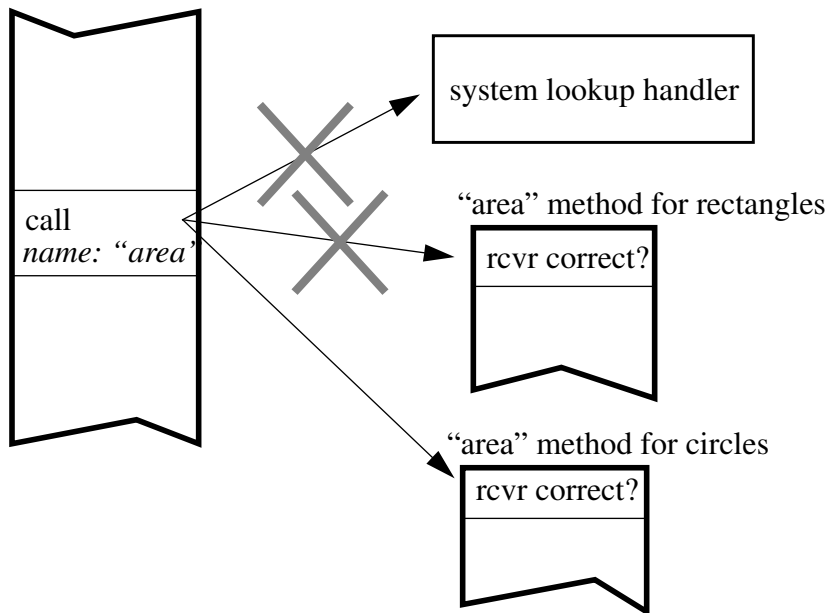 system lookup handler
call
name: “area’
“area” method for rectangles
rcvr correct?
“area” method for circles
rcvr correct?